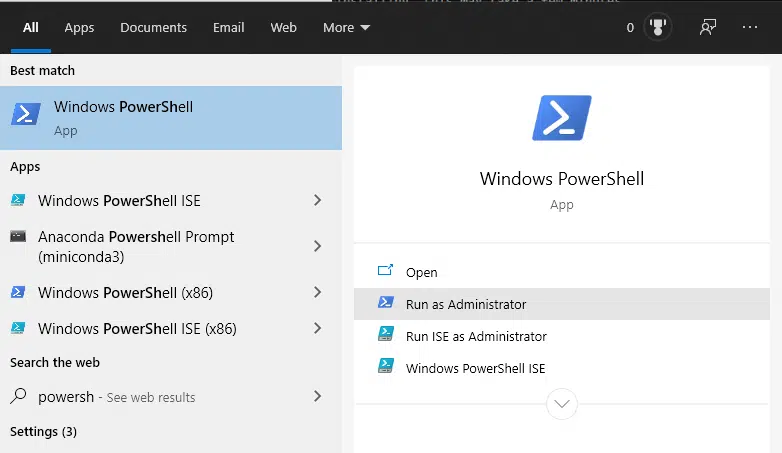 All Apps Documents Email Web More 0
Best match
Windows PowerShell
App
Apps
Windows PowerShell ISE
Anaconda Powershell Prompt
(miniconda3)
Windows PowerShell (x86)
Windows PowerShell ISE (x86)
Search the web
powersh - See web results
Settings (3)
Windows PowerShell
App
Open
Run as Administrator
Run ISE as Administrator
Windows PowerShell ISE